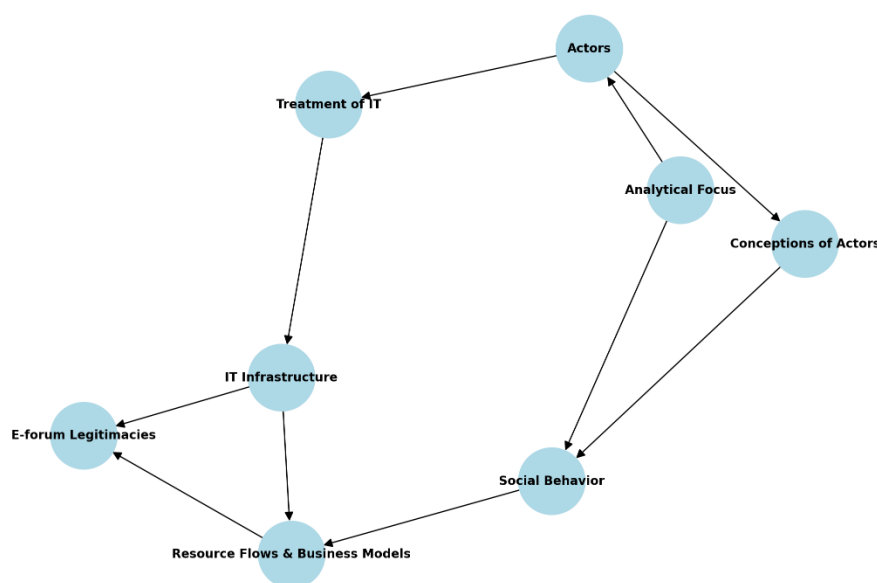 Actors
Treatment of IT
Analytical Focus
Conceptions of Actors
IT Infrastructure
E-forum Legitimacies
Social Behavior
Resource Flows & Business Models